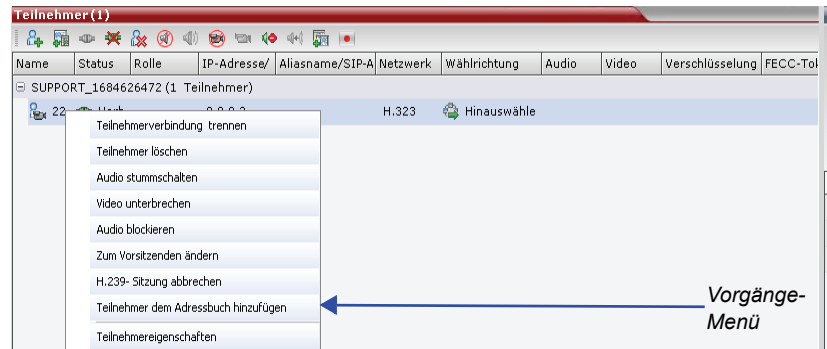 Teilnehmer(1)
Name Status Rolle IP-Adresse/ Aliasname/SIP-A Netzwerk Wählrichtung Audio Video Verschlüsselung FECC-Tok
SUPPORT_1684626472 (1 Teilnehmer)
22 H.323 Hinauswähle
Teilnehmerverbindung trennen
Teilnehmer löschen
Audio stummschalten
Video unterbrechen
Audio blockieren
Zum Vorsitzenden ändern
H.239- Sitzung abbrechen
Teilnehmer dem Adressbuch hinzufügen
Teilnehmereigenschaften
Vorgänge-
Menü